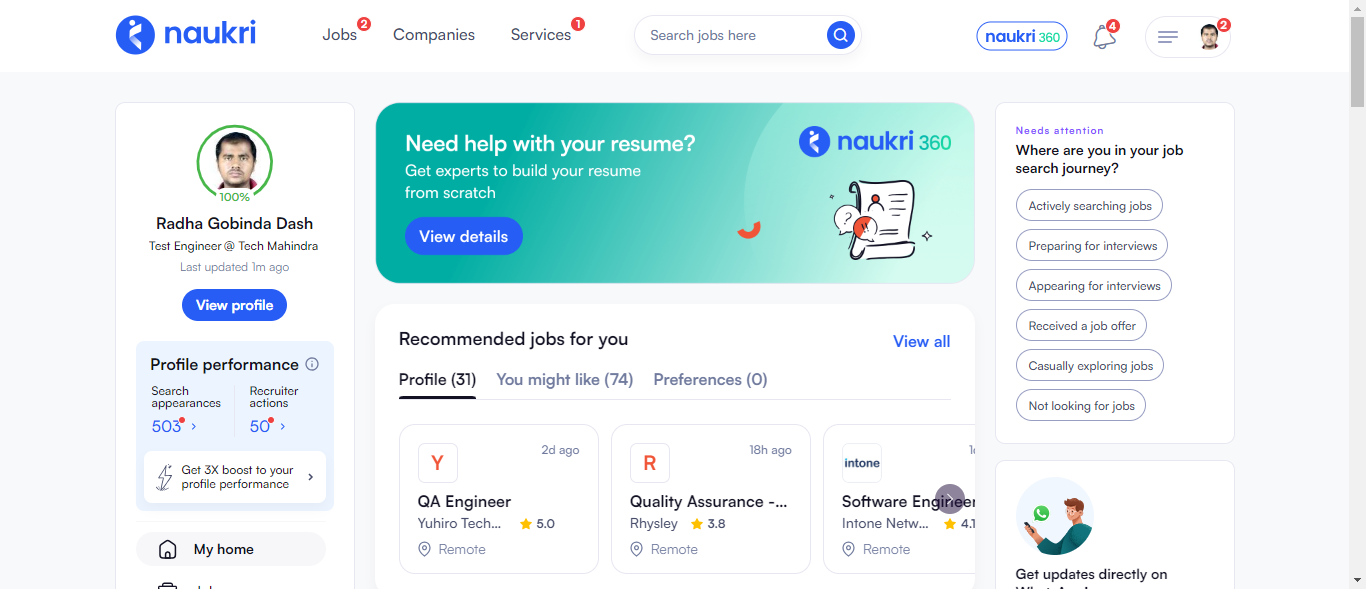 naukri
Jobs 2
Companies
Services 1
Search jobs here
naukri 360
4
2
100%
Radha Gobinda Dash
Test Engineer @ Tech Mahindra
Last updated 1m ago
View profile
Profile performance
Search
appearances
503
Recruiter
actions
50
Get 3X boost to your
profile performance
My home
Need help with your resume?
Get experts to build your resume
from scratch
View details
naukri 360
?
Recommended jobs for you
View all
Profile (31)
You might like (74)
Preferences (0)
Y
2d ago
QA Engineer
Yuhiro Tech... 5.0
Remote
R
18h ago
Quality Assurance -...
Rhysley 3.8
Remote
intone
Software Engineer
Intone Netw... 4.1
Remote
Needs attention
Where are you in your job
search journey?
Actively searching jobs
Preparing for interviews
Appearing for interviews
Received a job offer
Casually exploring jobs
Not looking for jobs
Get updates directly on